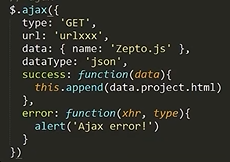 $.ajax({
  type: 'GET',
  url: 'urlxxx',
  data: { name: 'Zepto.js' },
  dataType: 'json',
  success: function(data){
    this.append(data.project.html)
  },
  error: function(xhr, type){
    alert('Ajax error!')
  }
})